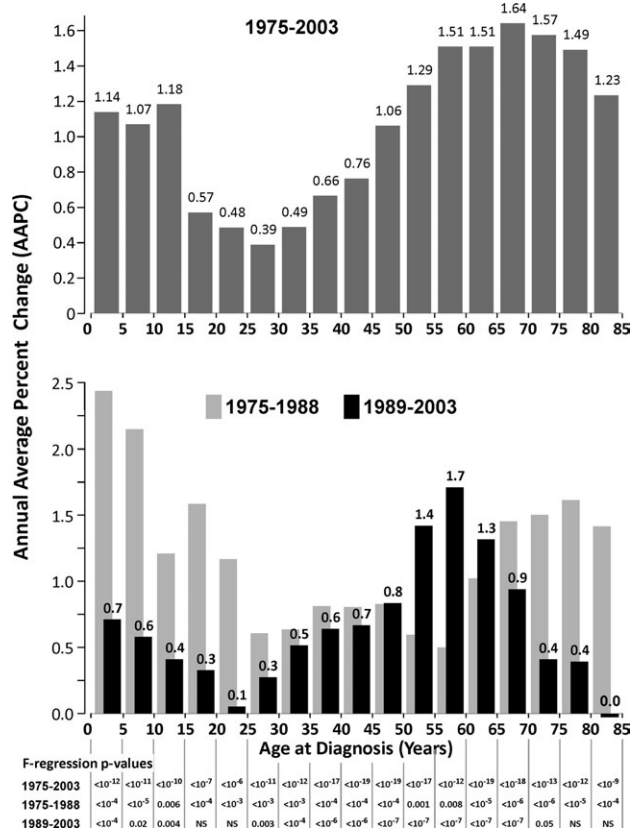 1975-2003
Annual Average Percent Change (AAPC)
1.6
1.4
1.2
1.0
0.8
0.6
0.4
0.2
0
1.14 1.07 1.18 0.57 0.48 0.39 0.49 0.66 0.76 1.06 1.29 1.51 1.51 1.64 1.57 1.49 1.23
0 5 10 15 20 25 30 35 40 45 50 55 60 65 70 75 80 85
1975-1988 1989-2003
2.5
2.0
1.5
1.0
0.5
0.0
0.7 0.6 0.4 0.3 0.1 0.3 0.5 0.6 0.7 0.8 1.4 1.7 1.3 0.9 0.4 0.4 0.0
0 5 10 15 20 25 30 35 40 45 50 55 60 65 70 75 80 85
Age at Diagnosis (Years)
F-regression p-values
1975-2003 <10⁻¹² <10⁻¹¹ <10⁻¹⁰ <10⁻⁷ <10⁻⁶ <10⁻¹¹ <10⁻¹² <10⁻¹⁷ <10⁻¹⁹ <10⁻¹⁹ <10⁻¹⁷ <10⁻¹² <10⁻¹⁹ <10⁻¹⁸ <10⁻¹³ <10⁻¹² <10⁻⁹
1975-1988 <10⁻⁴ <10⁻⁵ 0.006 <10⁻⁴ <10⁻³ <10⁻³ <10⁻³ <10⁻⁴ <10⁻⁴ <10⁻⁴ 0.001 0.008 <10⁻⁵ <10⁻⁶ <10⁻⁶ <10⁻⁵ <10⁻⁴
1989-2003 <10⁻⁴ 0.02 0.004 NS NS 0.003 <10⁻⁴ <10⁻⁶ <10⁻⁶ <10⁻⁷ <10⁻⁷ <10⁻⁷ <10⁻⁷ <10⁻⁷ 0.05 NS NS